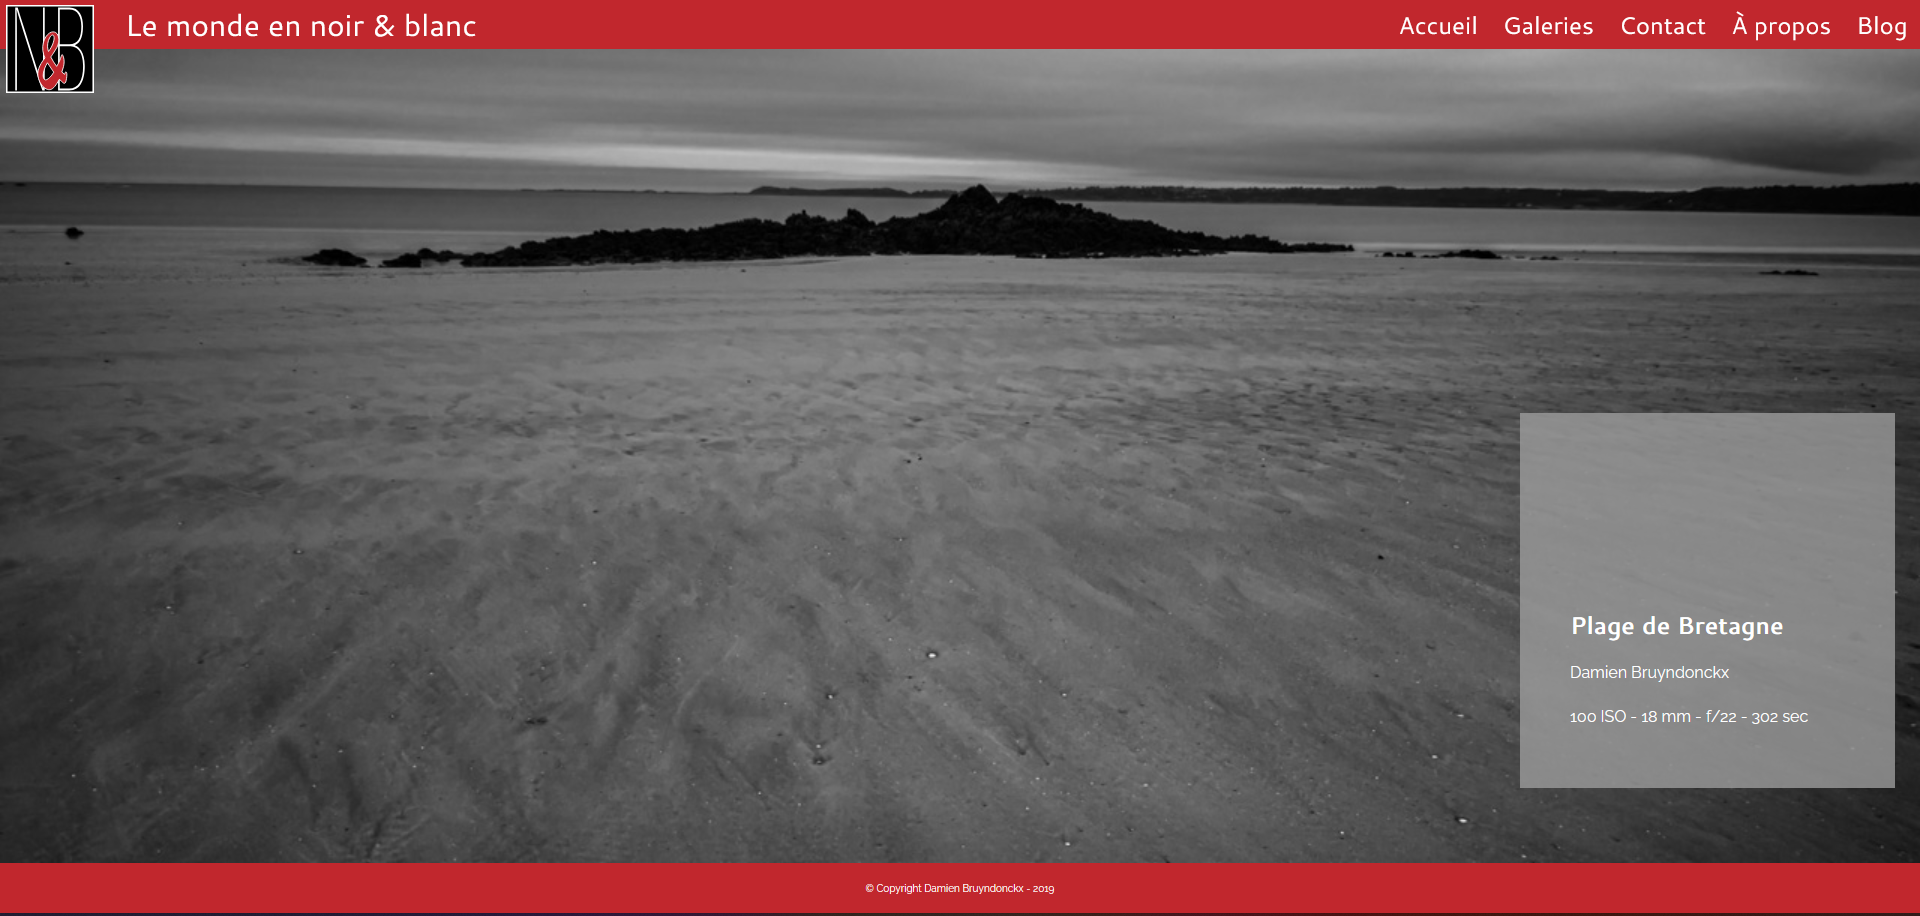 N&B
Le monde en noir & blanc
Accueil Galeries Contact À propos Blog
Plage de Bretagne
Damien Bruyndonckx
100 ISO - 18 mm - f/22 - 302 sec
© Copyright Damien Bruyndonckx - 2019